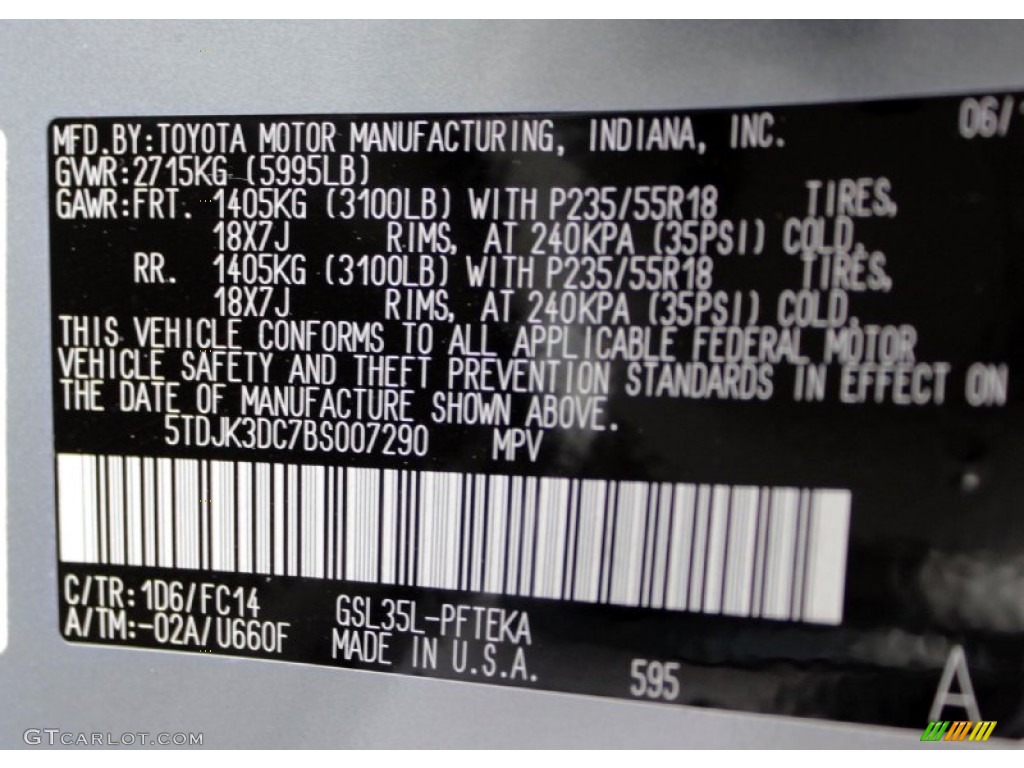 06/1
MFD.BY:TOYOTA MOTOR MANUFACTURING, INDIANA, INC.
GVWR:2715KG (5995LB)
GAWR:FRT. 1405KG (3100LB) WITH P235/55R18 TIRES,
18X7J RIMS, AT 240KPA (35PSI) COLD,
RR. 1405KG (3100LB) WITH P235/55R18 TIRES,
18X7J RIMS, AT 240KPA (35PSI) COLD,
THIS VEHICLE CONFORMS TO ALL APPLICABLE FEDERAL MOTOR
VEHICLE SAFETY AND THEFT PREVENTION STANDARDS IN EFFECT ON
THE DATE OF MANUFACTURE SHOWN ABOVE.
5TDJK3DC7BS007290 MPV
C/TR:1D6/FC14 GSL35L-PFTEKA
A/TM:-02A/U660F MADE IN U.S.A.
595
A
GTCARLOT.COM